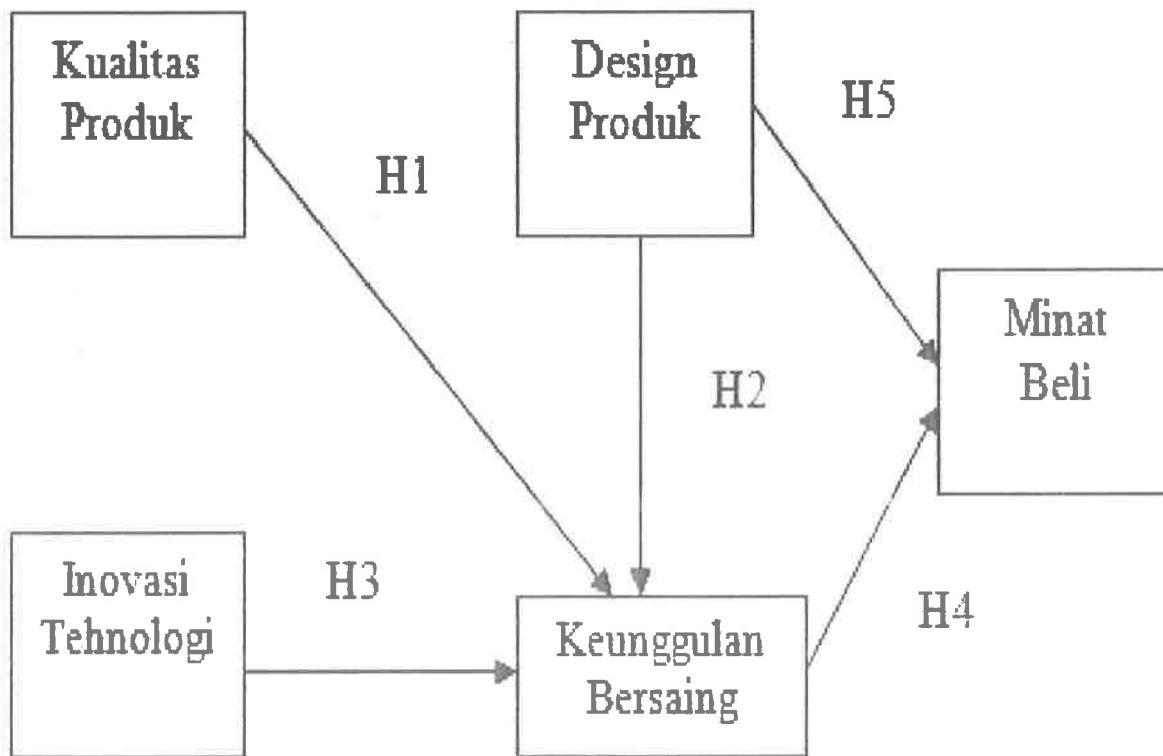 Kualitas
Produk
Design
Produk
H5
H1
Minat
Beli
H2
Inovasi
Tehnologi
H3
Keunggulan
Bersaing
H4